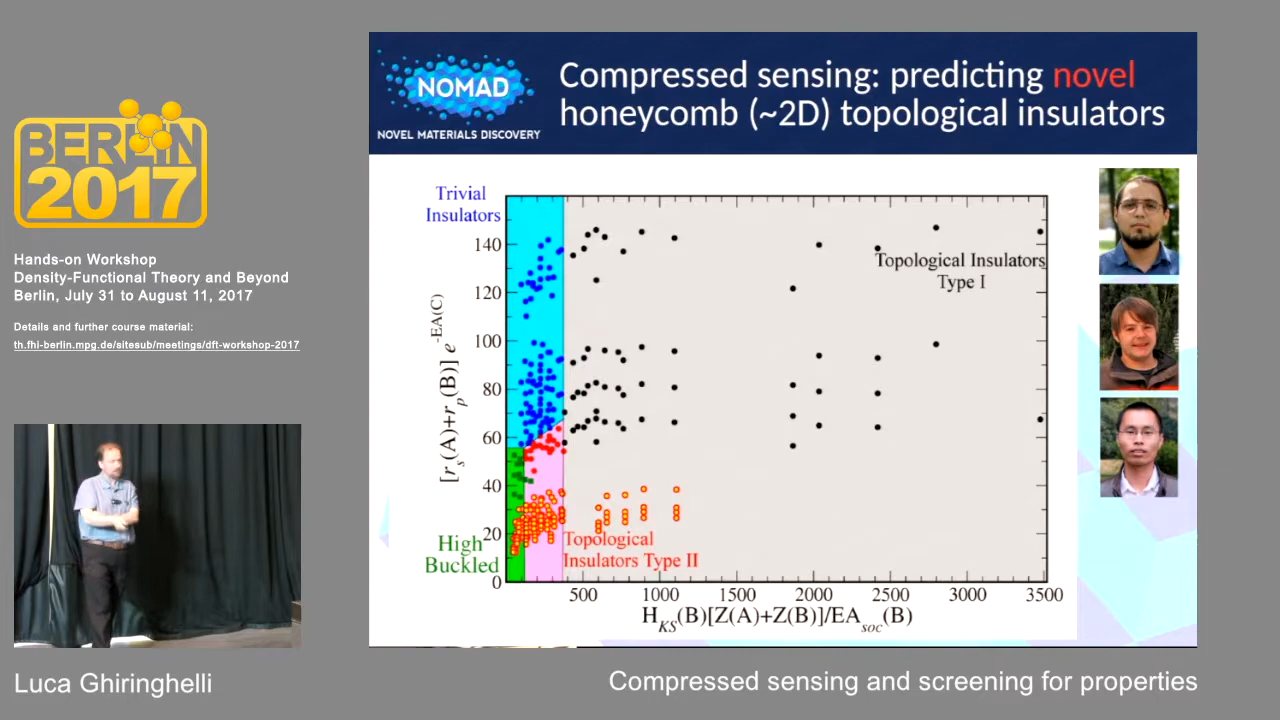 BERLIN
2017
Hands-on Workshop
Density-Functional Theory and Beyond
Berlin, July 31 to August 11, 2017
Details and further course material:
th.fhi-berlin.mpg.de/sitesub/meetings/dft-workshop-2017
Luca Ghiringhelli
NOMAD
NOVEL MATERIALS DISCOVERY
Compressed sensing: predicting novel
honeycomb (~2D) topological insulators
Trivial
Insulators
Topological Insulators
Type I
High
Buckled
Topological
Insulators Type II
[r_s(A)+r_p(B)] e^-EA(C)
140
120
100
80
60
40
20
0
500 1000 1500 2000 2500 3000 3500
H_KS(B)[Z(A)+Z(B)]/EA_soc(B)
Compressed sensing and screening for properties